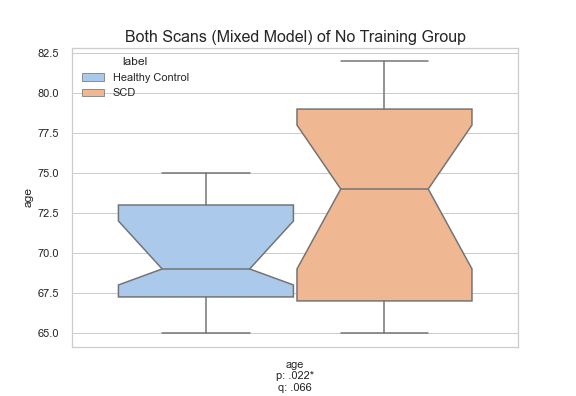 Both Scans (Mixed Model) of No Training Group
label
Healthy Control
SCD
82.5
80.0
77.5
75.0
72.5
70.0
67.5
65.0
age
age
p: .022*
q: .066